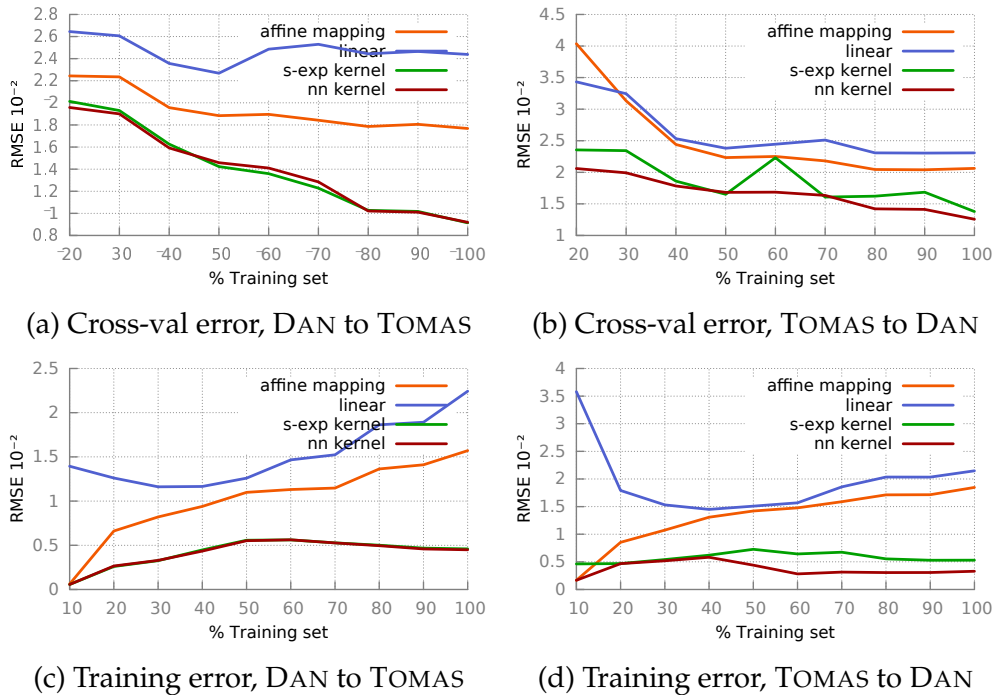 2.8
2.6
2.4
2.2
2
1.8
1.6
1.4
1.2
1
0.8
RMSE 10⁻²
affine mapping
linear
s-exp kernel
nn kernel
20 30 40 50 60 70 80 90 100
% Training set
(a) Cross-val error, DAN to TOMAS
4.5
4
3.5
3
2.5
2
1.5
1
RMSE 10⁻²
affine mapping
linear
s-exp kernel
nn kernel
20 30 40 50 60 70 80 90 100
% Training set
(b) Cross-val error, TOMAS to DAN
2.5
2
1.5
1
0.5
0
RMSE 10⁻²
affine mapping
linear
s-exp kernel
nn kernel
10 20 30 40 50 60 70 80 90 100
% Training set
(c) Training error, DAN to TOMAS
4
3.5
3
2.5
2
1.5
1
0.5
0
RMSE 10⁻²
affine mapping
linear
s-exp kernel
nn kernel
10 20 30 40 50 60 70 80 90 100
% Training set
(d) Training error, TOMAS to DAN